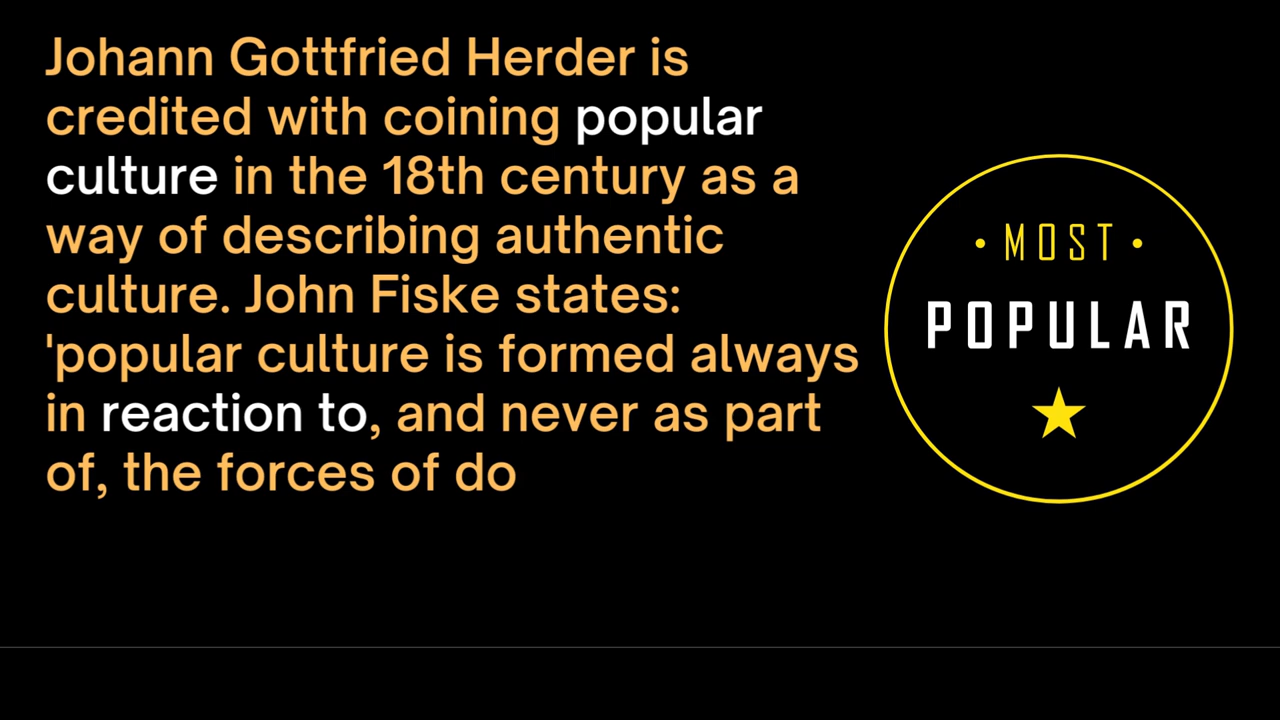 Johann Gottfried Herder is
credited with coining popular
culture in the 18th century as a
way of describing authentic
culture. John Fiske states:
'popular culture is formed always
in reaction to, and never as part
of, the forces of do
• MOST •
POPULAR